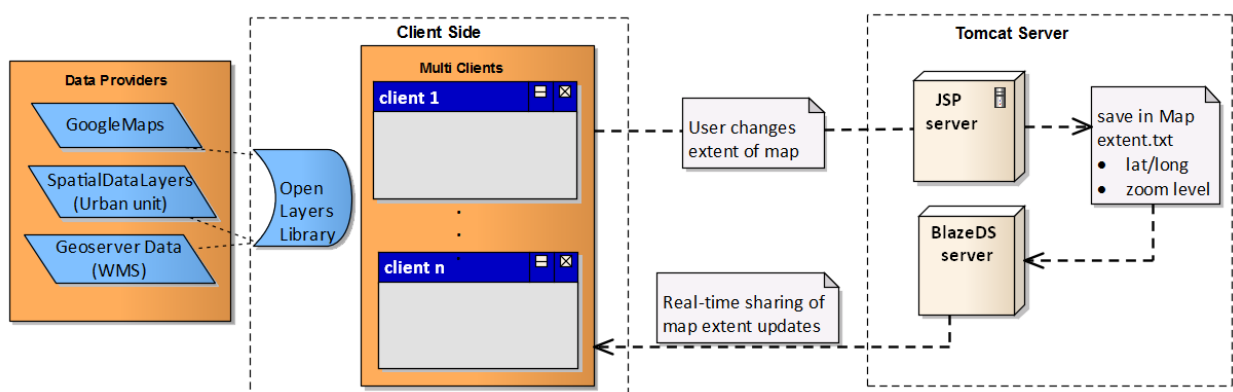 Data Providers
GoogleMaps
SpatialDataLayers
(Urban unit)
Geoserver Data
(WMS)
Client Side
Open
Layers
Library
Multi Clients
client 1
.
.
.
client n
User changes
extent of map
Real-time sharing of
map extent updates
Tomcat Server
JSP
server
save in Map
extent.txt
• lat/long
• zoom level
BlazeDS
server